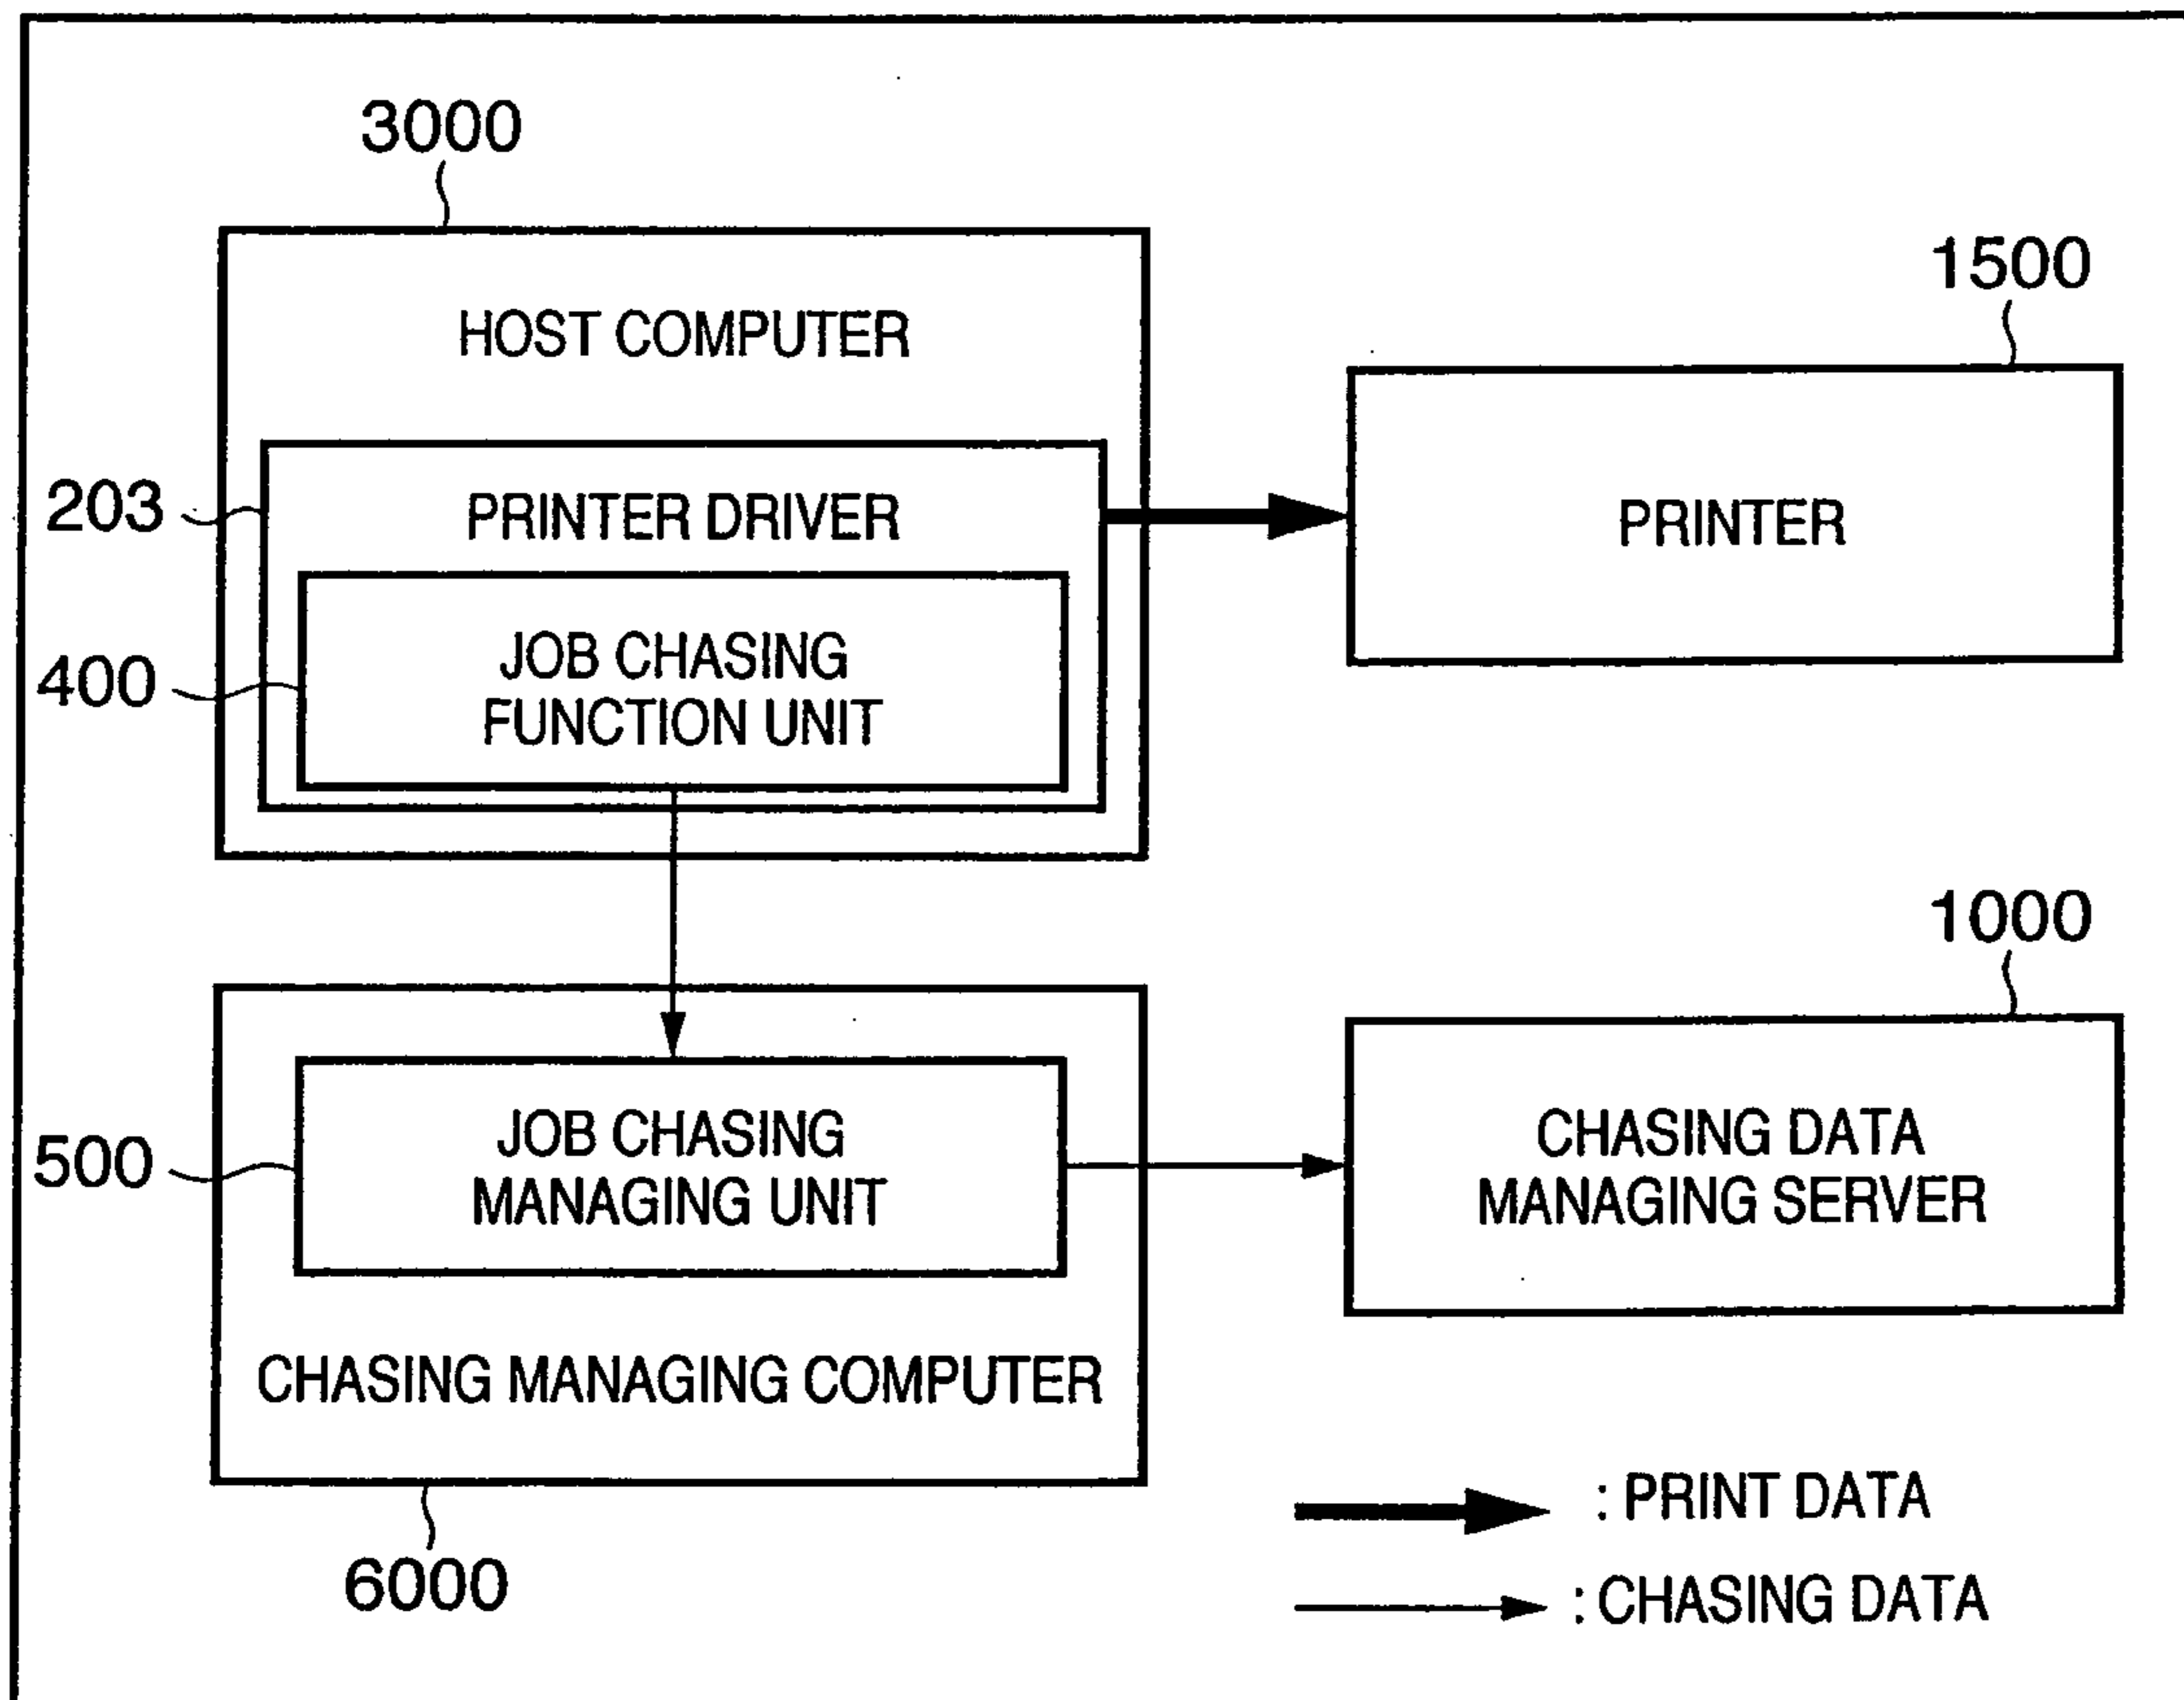 3000
HOST COMPUTER
1500
203
PRINTER DRIVER
PRINTER
400
JOB CHASING
FUNCTION UNIT
1000
500
JOB CHASING
MANAGING UNIT
CHASING DATA
MANAGING SERVER
CHASING MANAGING COMPUTER
6000
: PRINT DATA
: CHASING DATA